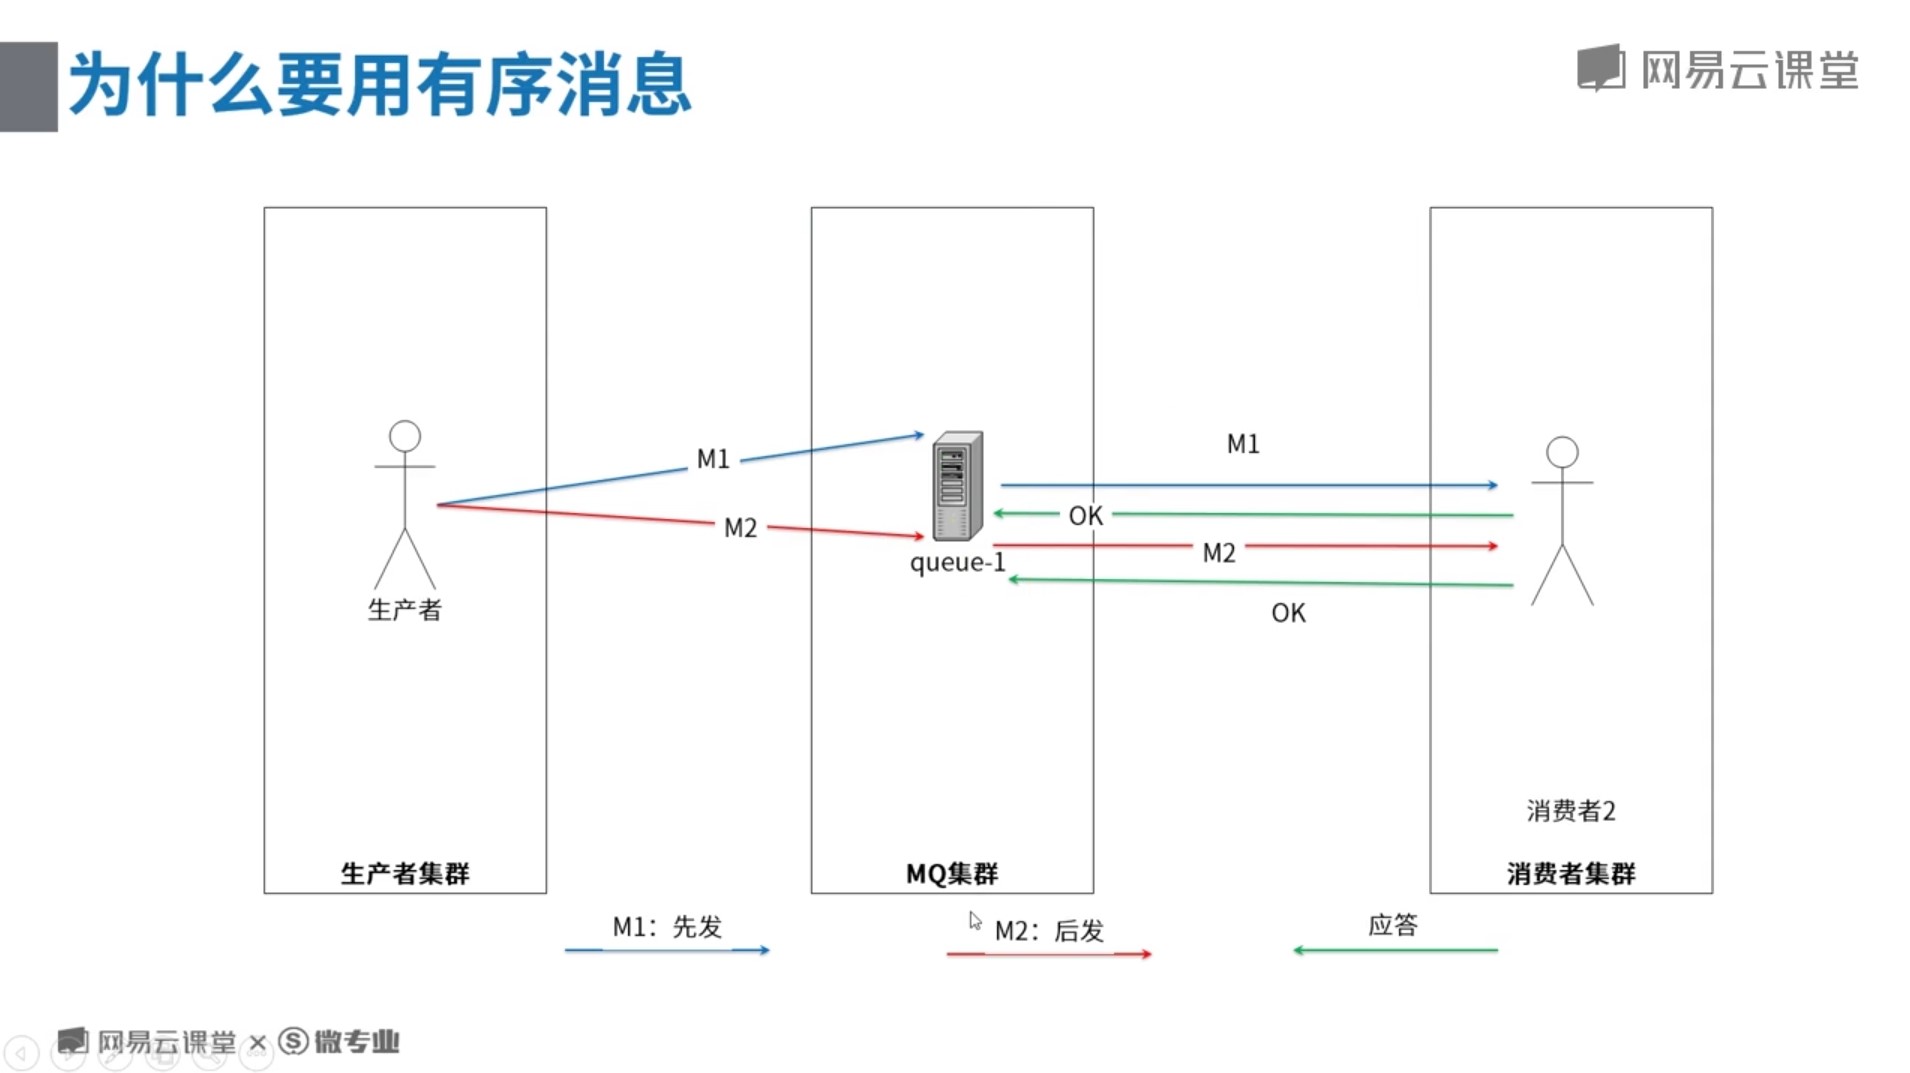 为什么要用有序消息
网易云课堂
M1
M1
M2
OK
M2
queue-1
OK
生产者
消费者2
生产者集群
MQ集群
消费者集群
M1：先发
M2：后发
应答
网易云课堂 × 微专业